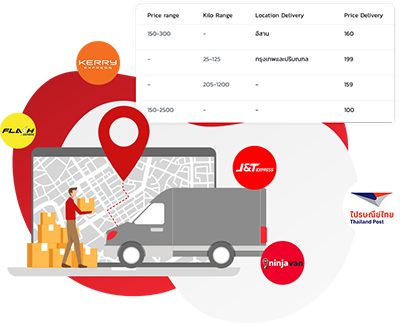 Price range Kilo Range Location Delivery Price Delivery
150-300 - อีสาน 160
- 25-125 กรุงเทพและปริมณฑล 199
- 205-1200 - 159
150-2500 - - 100
KERRY
EXPRESS
FLASH
EXPRESS
J&T EXPRESS
ไปรษณีย์ไทย
Thailand Post
ninjavan